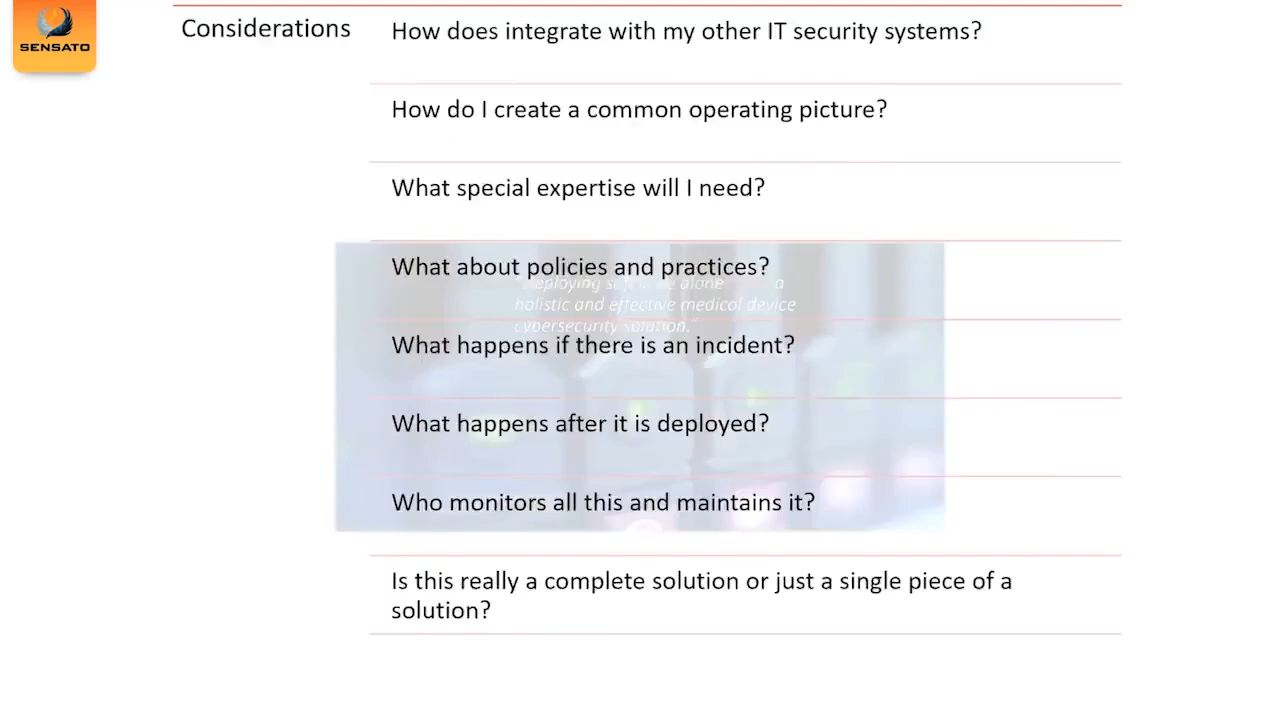 SENSATO
Considerations
How does integrate with my other IT security systems?
How do I create a common operating picture?
What special expertise will I need?
What about policies and practices?
alone a
holistic and effective medical device
cybersecurity solution."
What happens if there is an incident?
What happens after it is deployed?
Who monitors all this and maintains it?
Is this really a complete solution or just a single piece of a
solution?